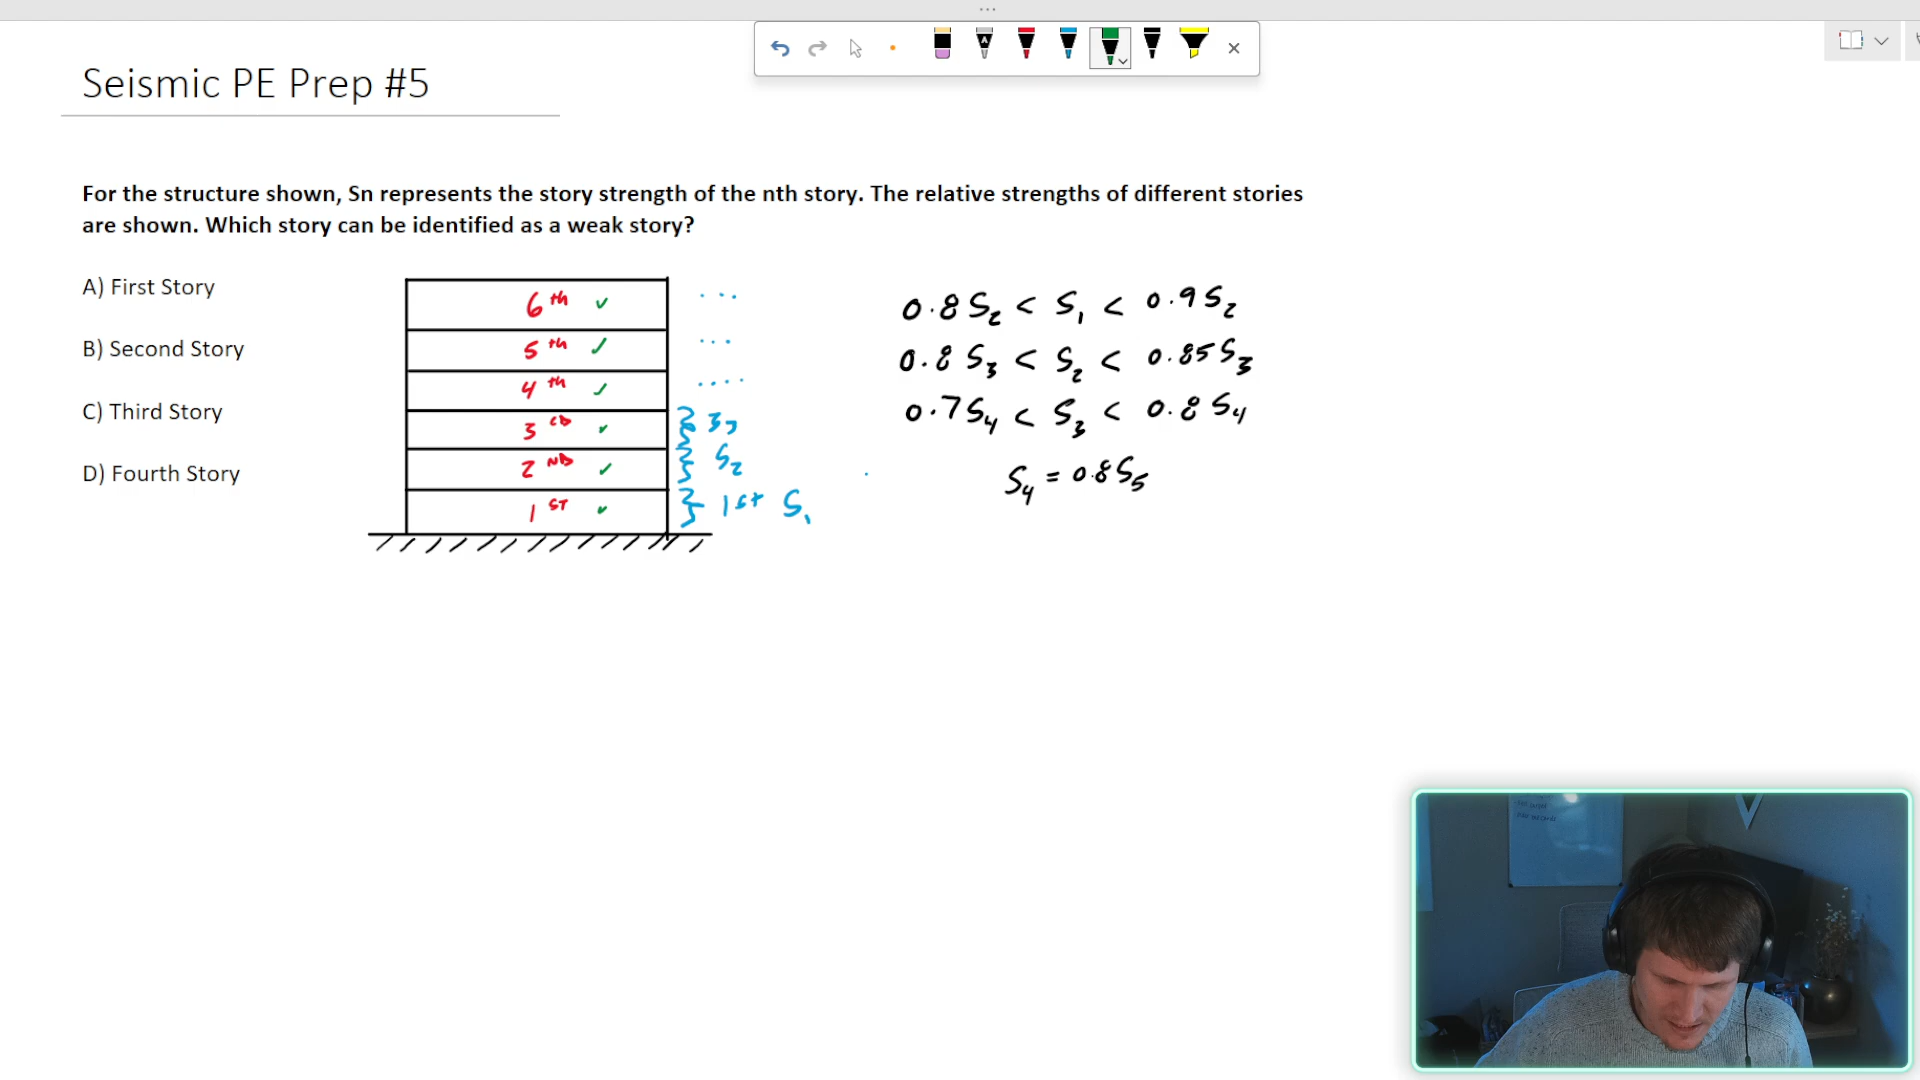 Seismic PE Prep #5
For the structure shown, Sn represents the story strength of the nth story. The relative strengths of different stories
are shown. Which story can be identified as a weak story?
A) First Story
B) Second Story
C) Third Story
D) Fourth Story
6th ✓
5th ✓
4th ✓
3rd ✓
2nd ✓ S2
1st ✓ 1st S1
0.8 S2 < S1 < 0.9 S2
0.8 S3 < S2 < 0.85 S3
0.7 S4 < S3 < 0.8 S4
S4 = 0.8 S5